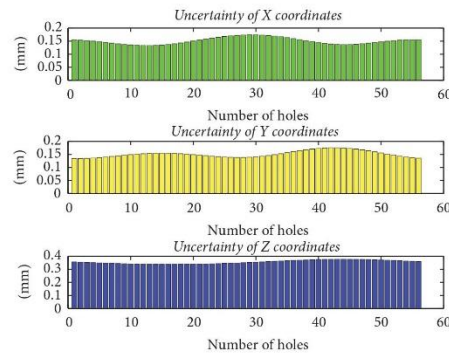 Uncertainty of X coordinates
0.2
0.15
0.1
0.05
0
(mm)
0 10 20 30 40 50 60
Number of holes
Uncertainty of Y coordinates
0.2
0.15
0.1
0.05
0
(mm)
0 10 20 30 40 50 60
Number of holes
Uncertainty of Z coordinates
0.4
0.3
0.2
0.1
0
(mm)
0 10 20 30 40 50 60
Number of holes